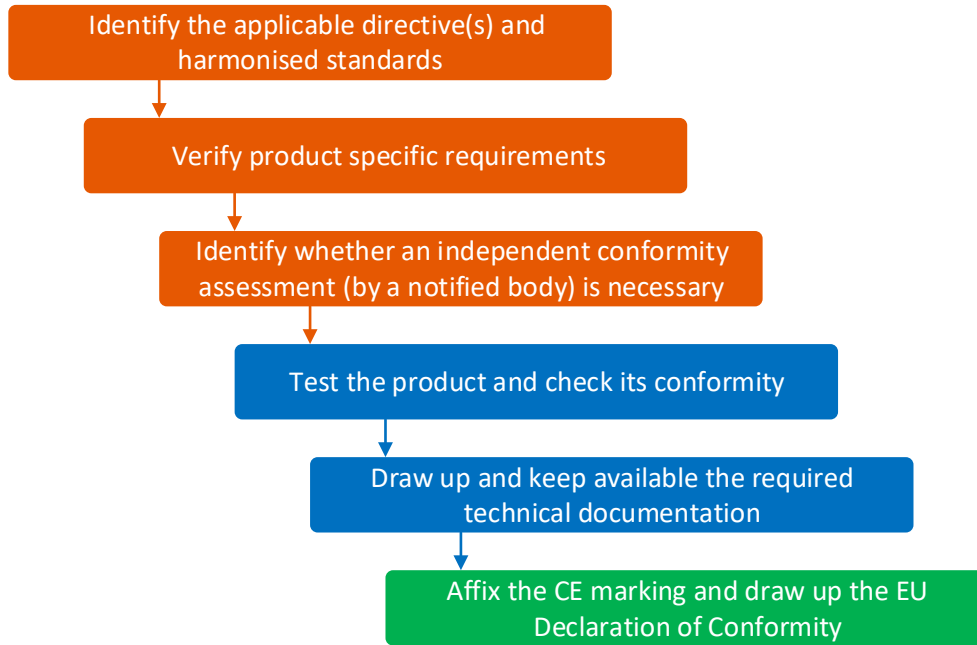 Identify the applicable directive(s) and
harmonised standards
Verify product specific requirements
Identify whether an independent conformity
assessment (by a notified body) is necessary
Test the product and check its conformity
Draw up and keep available the required
technical documentation
Affix the CE marking and draw up the EU
Declaration of Conformity